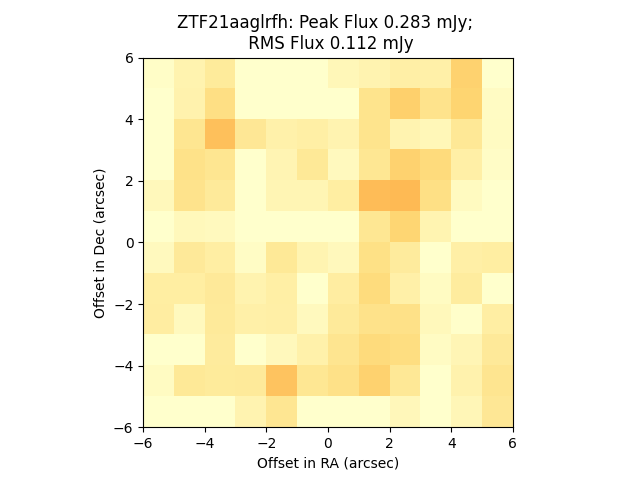 ZTF21aaglrfh: Peak Flux 0.283 mJy;
RMS Flux 0.112 mJy
6
4
2
0
−2
−4
−6
Offset in Dec (arcsec)
−6 −4 −2 0 2 4 6
Offset in RA (arcsec)